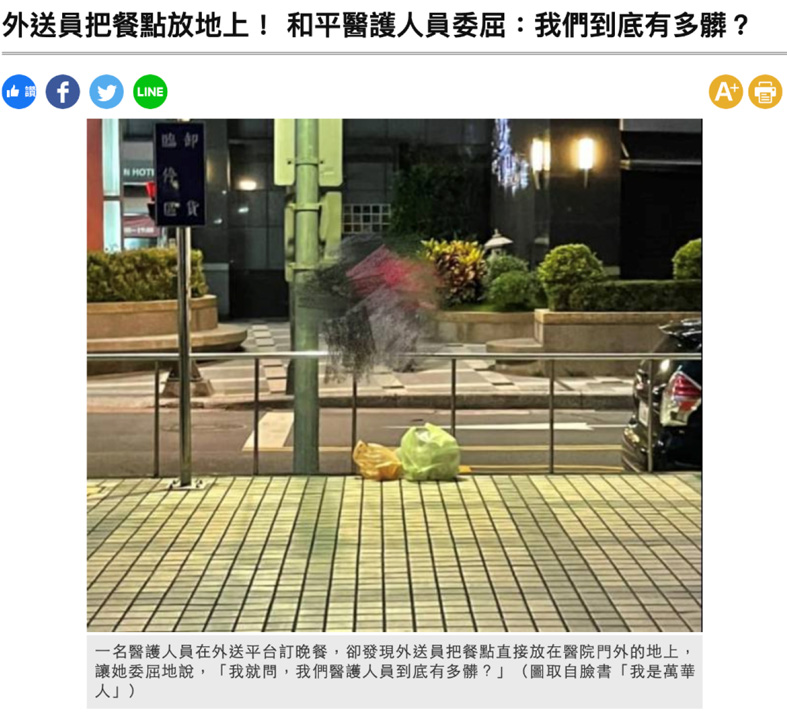 外送員把餐點放地上！ 和平醫護人員委屈：我們到底有多髒？
讚
LINE
A+
臨 卸
停
區 貨
N HOT
一名醫護人員在外送平台訂晚餐，卻發現外送員把餐點直接放在醫院門外的地上，
讓她委屈地說，「我就問，我們醫護人員到底有多髒？」（圖取自臉書「我是萬華
人」）